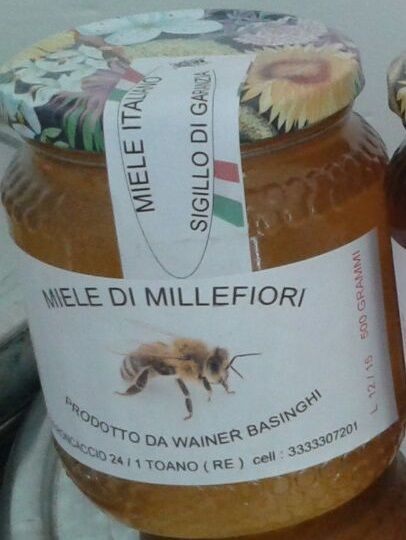 MIELE ITALIANO
SIGILLO DI GARANZIA
MIELE DI MILLEFIORI
PRODOTTO DA WAINER BASINGHI
24 / 1 TOANO ( RE ) cell : 3333307201
L 12 / 15 500 GRAMMI